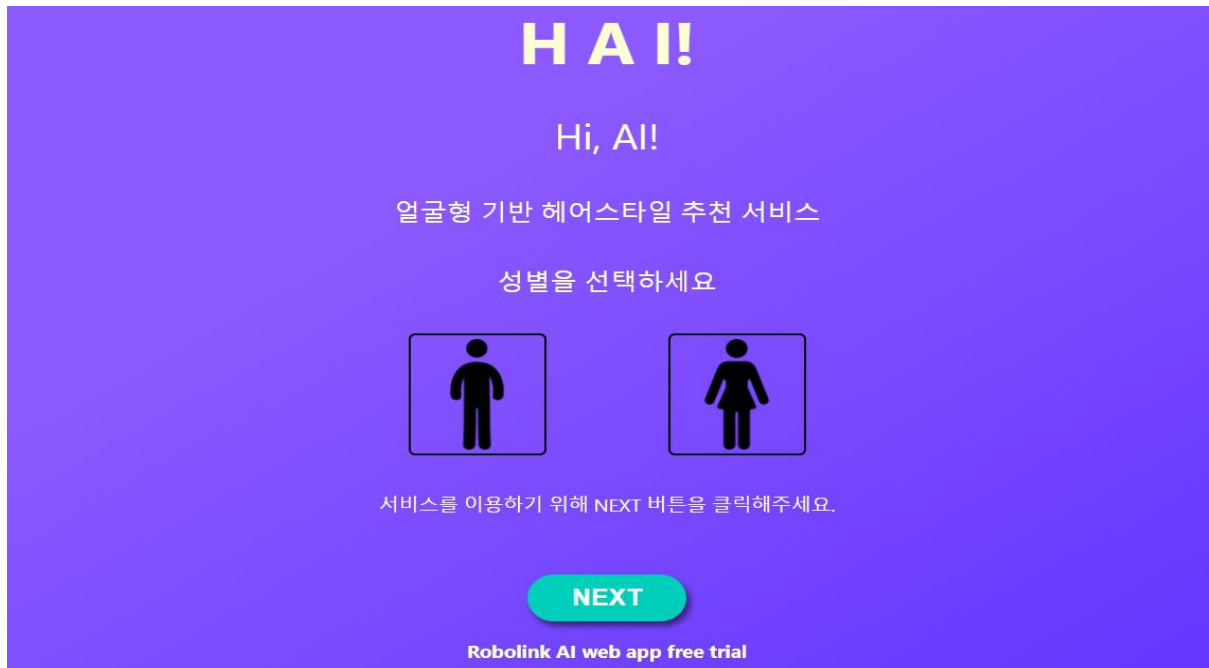 H A I!
Hi, AI!
얼굴형 기반 헤어스타일 추천 서비스
성별을 선택하세요
서비스를 이용하기 위해 NEXT 버튼을 클릭해주세요.
NEXT
Robolink AI web app free trial